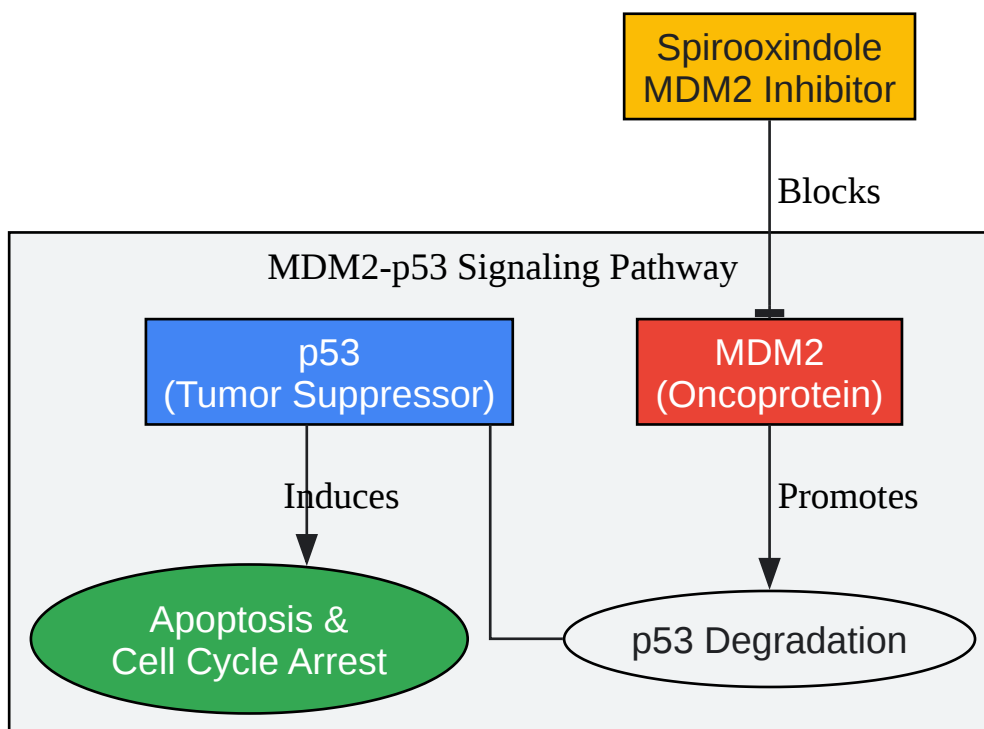 Spirooxindole
MDM2 Inhibitor
Blocks
MDM2-p53 Signaling Pathway
p53
(Tumor Suppressor)
MDM2
(Oncoprotein)
Induces
Promotes
Apoptosis &
Cell Cycle Arrest
p53 Degradation